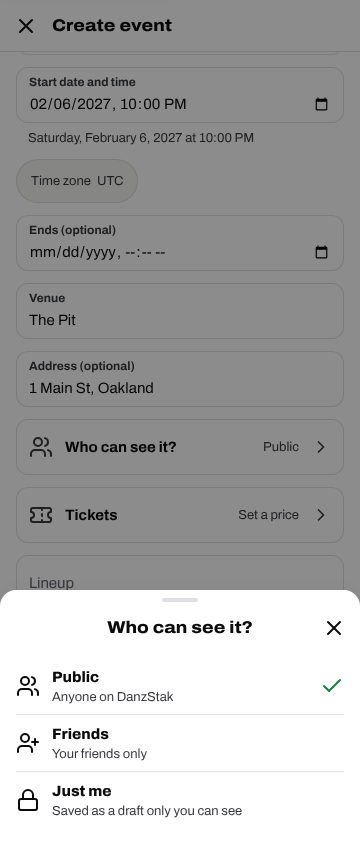 Create event
Start date and time
02/06/2027, 10:00 PM
Saturday, February 6, 2027 at 10:00 PM
Time zone UTC
Ends (optional)
mm/dd/yyyy, --:-- --
Venue
The Pit
Address (optional)
1 Main St, Oakland
Who can see it? Public
Tickets Set a price
Lineup
Who can see it?
Public
Anyone on DanzStak
Friends
Your friends only
Just me
Saved as a draft only you can see